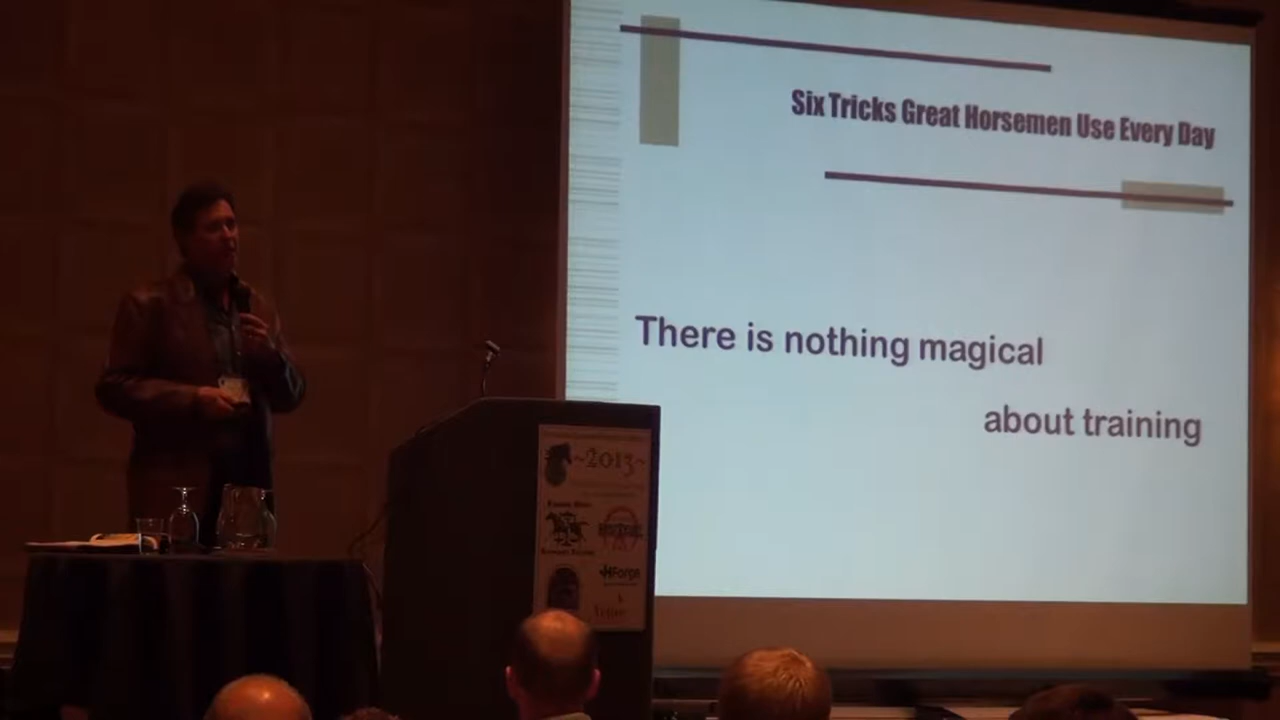 Six Tricks Great Horsemen Use Every Day
There is nothing magical
about training
~2013~